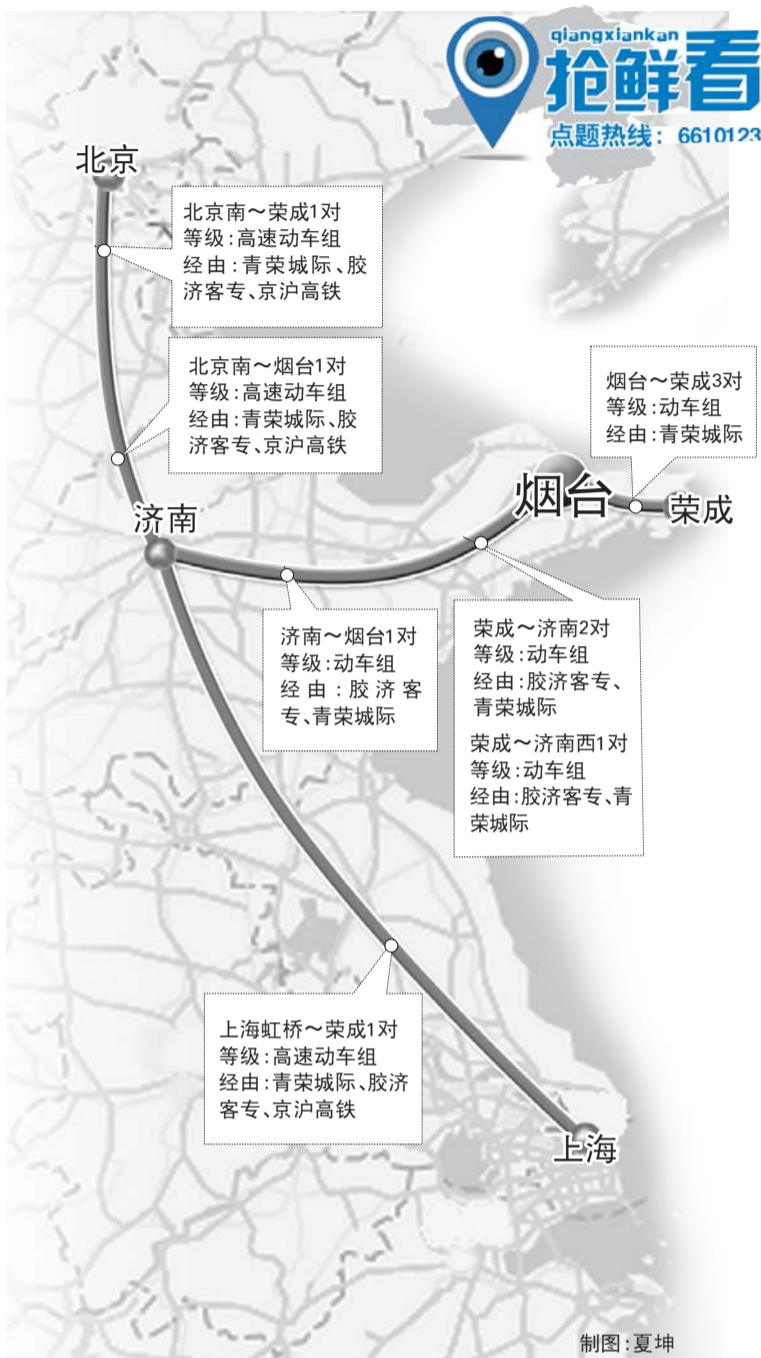 qiangxiankan
抢鲜看
点题热线：6610123
北京
北京南～荣成1对
等级:高速动车组
经由:青荣城际、胶
济客专、京沪高铁
北京南～烟台1对
等级:高速动车组
经由:青荣城际、胶
济客专、京沪高铁
烟台～荣成3对
等级:动车组
经由:青荣城际
烟台
荣成
济南
济南～烟台1对
等级:动车组
经由:胶济客
专、青荣城际
荣成～济南2对
等级:动车组
经由:胶济客专、
青荣城际
荣成～济南西1对
等级:动车组
经由:胶济客专、青
荣城际
上海虹桥～荣成1对
等级:高速动车组
经由:青荣城际、胶济
客专、京沪高铁
上海
制图:夏坤